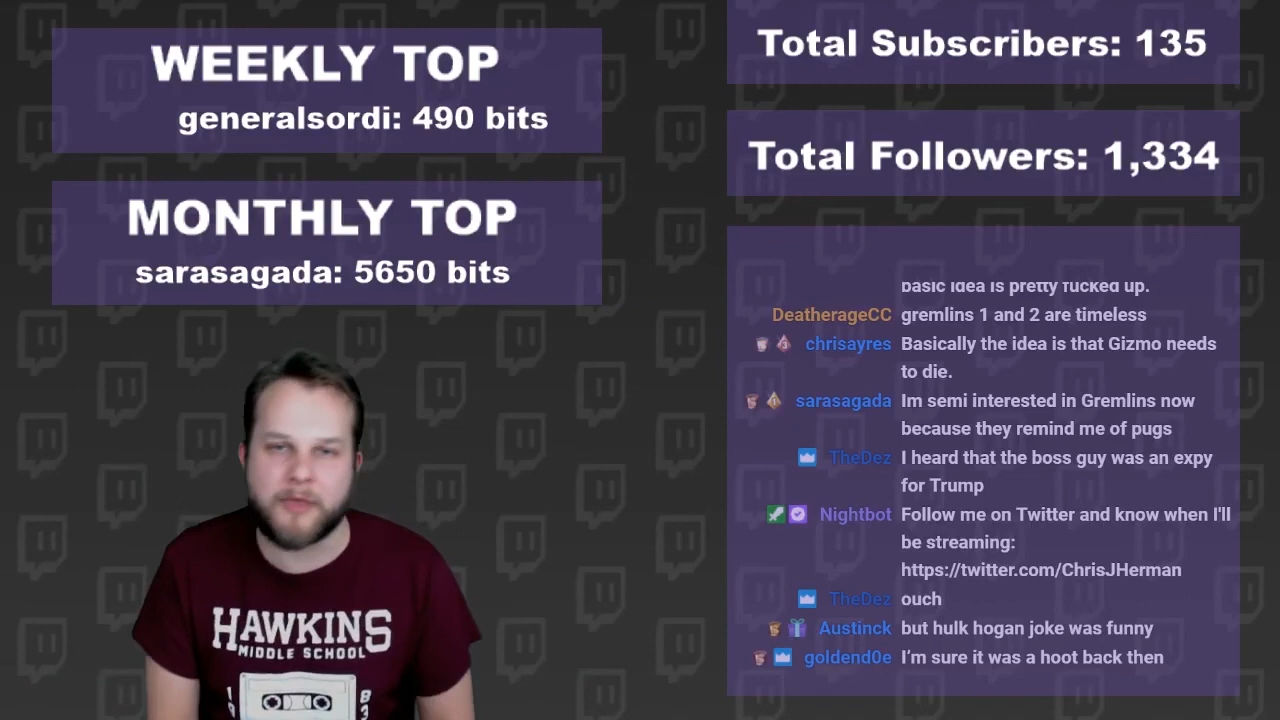 WEEKLY TOP
generalsordi: 490 bits
MONTHLY TOP
sarasagada: 5650 bits
Total Subscribers: 135
Total Followers: 1,334
basic idea is pretty fucked up.
DeatherageCC gremlins 1 and 2 are timeless
chrisayres Basically the idea is that Gizmo needs
to die.
sarasagada Im semi interested in Gremlins now
because they remind me of pugs
TheDez I heard that the boss guy was an expy
for Trump
Nightbot Follow me on Twitter and know when I'll
be streaming:
https://twitter.com/ChrisJHerman
TheDez ouch
Austinck but hulk hogan joke was funny
goldend0e I'm sure it was a hoot back then
HAWKINS
MIDDLE SCHOOL
19 83